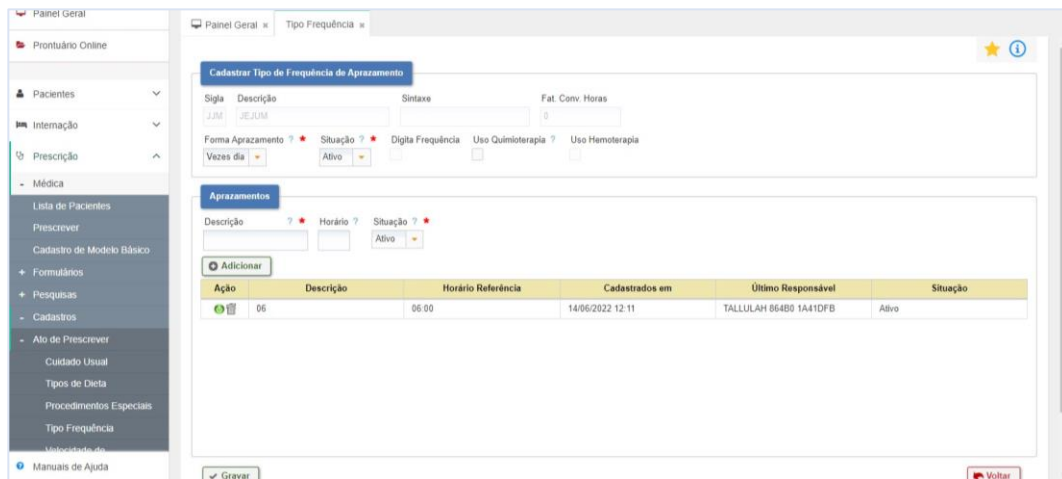 Painel Geral
Prontuário Online
Pacientes
Internação
Prescrição
- Médica
Lista de Pacientes
Prescrever
Cadastro de Modelo Básico
+ Formulários
+ Pesquisas
- Cadastros
- Ato de Prescrever
Cuidado Usual
Tipos de Dieta
Procedimentos Especiais
Tipo Frequência
Velocidade de
Manuais de Ajuda
Painel Geral
Tipo Frequência
Cadastrar Tipo de Frequência de Aprazamento
Sigla Descrição Sintaxe Fat. Conv. Horas
JJM JEJUM 0
Forma Aprazamento ? * Situação ? * Digita Frequência Uso Quimioterapia ? Uso Hemoterapia
Vezes dia Ativo
Aprazamentos
Descrição ? * Horário ? Situação ? *
Ativo
Adicionar
Ação Descrição Horário Referência Cadastrados em Último Responsável Situação
06 06:00 14/06/2022 12:11 TALLULAH 864B0 1A41DFB Ativo
Gravar Voltar